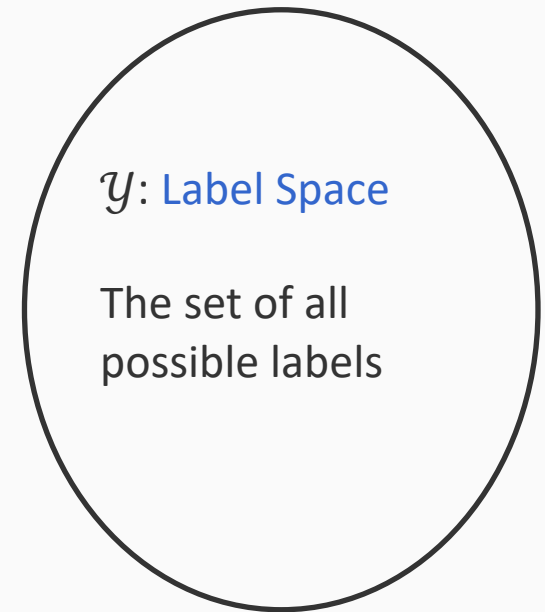 𝒴: Label Space
The set of all
possible labels